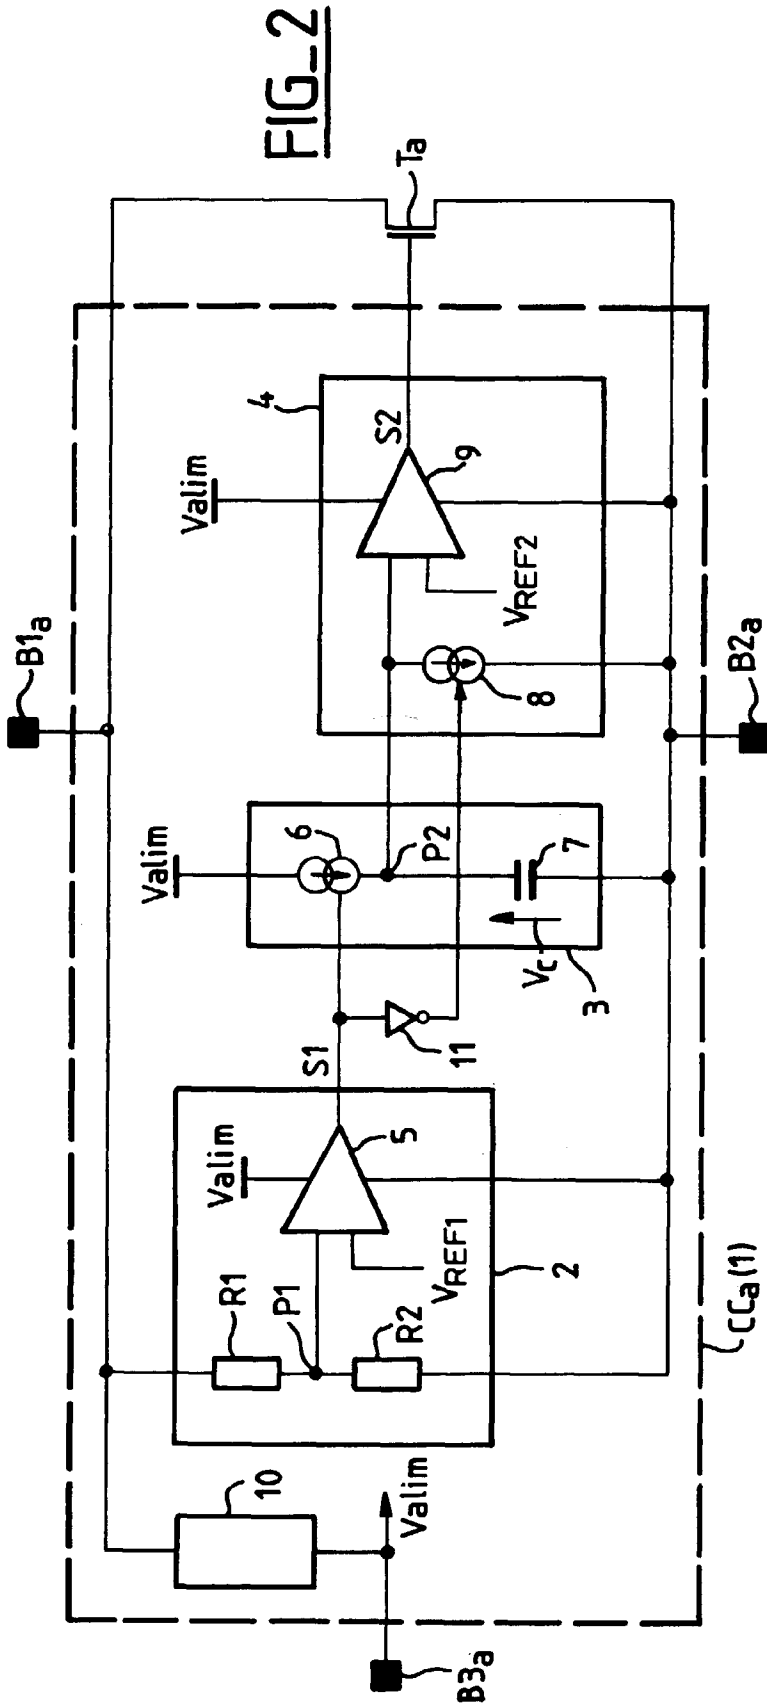 FIG_2
B1a
Valim
Valim
Valim
4
Ta
S2
9
6
P2
VREF2
8
7
Vc
3
S1
11
5
R1
P1
VREF1
R2
2
10
Valim
B3a
B2a
CCa(1)